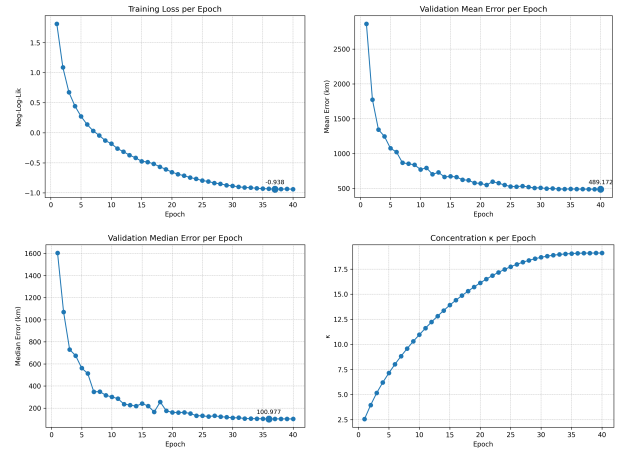 Training Loss per Epoch
Neg-Log-Lik
1.5
1.0
0.5
0.0
−0.5
−1.0
-0.938
0 5 10 15 20 25 30 35 40
Epoch
Validation Mean Error per Epoch
Mean Error (km)
2500
2000
1500
1000
500
489.172
0 5 10 15 20 25 30 35 40
Epoch
Validation Median Error per Epoch
Median Error (km)
1600
1400
1200
1000
800
600
400
200
100.977
0 5 10 15 20 25 30 35 40
Epoch
Concentration κ per Epoch
κ
17.5
15.0
12.5
10.0
7.5
5.0
2.5
0 5 10 15 20 25 30 35 40
Epoch